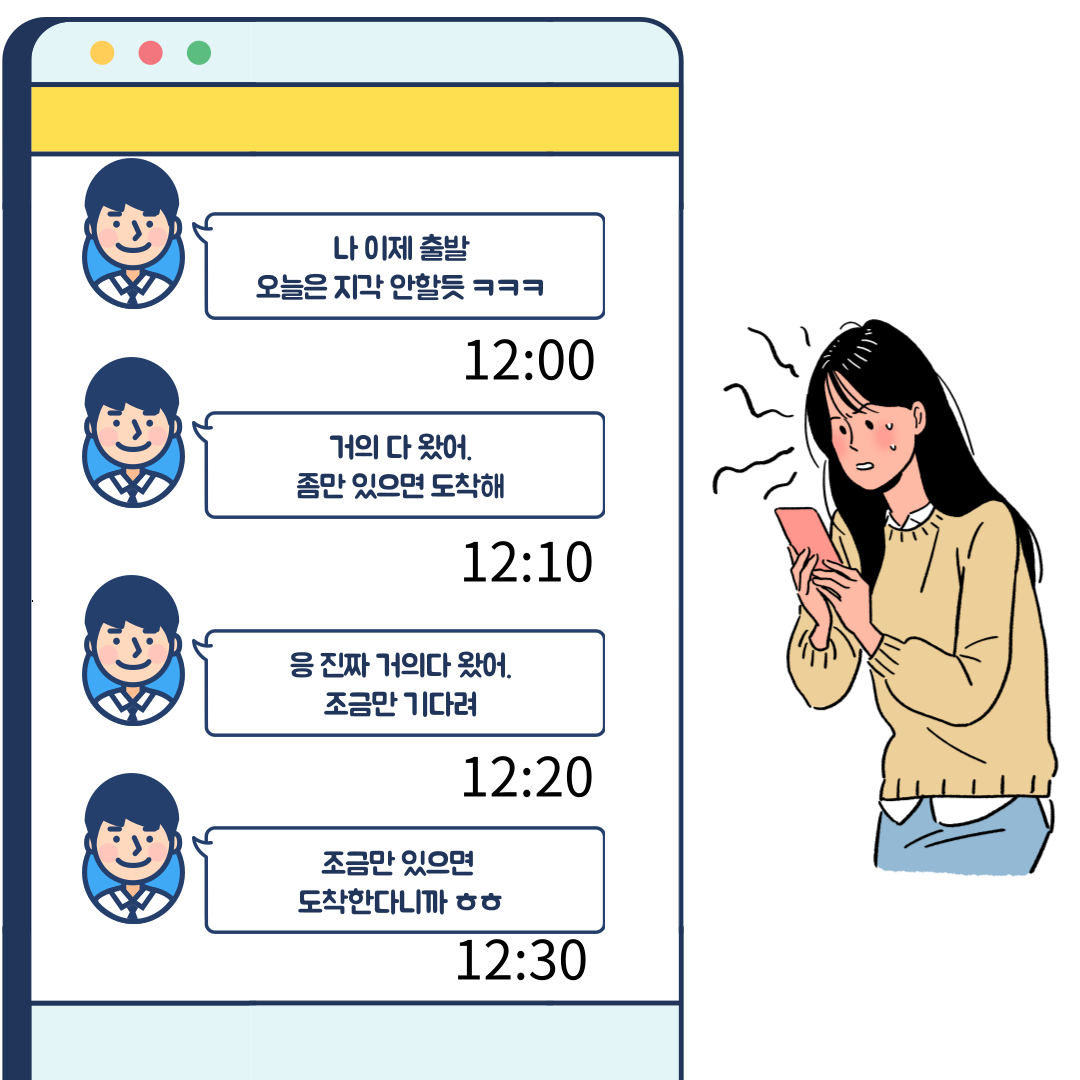 나 이제 출발
오늘은 지각 안할듯 ㅋㅋㅋ
12:00
거의 다 왔어.
좀만 있으면 도착해
12:10
응 진짜 거의다 왔어.
조금만 기다려
12:20
조금만 있으면
도착한다니까 ㅎㅎ
12:30